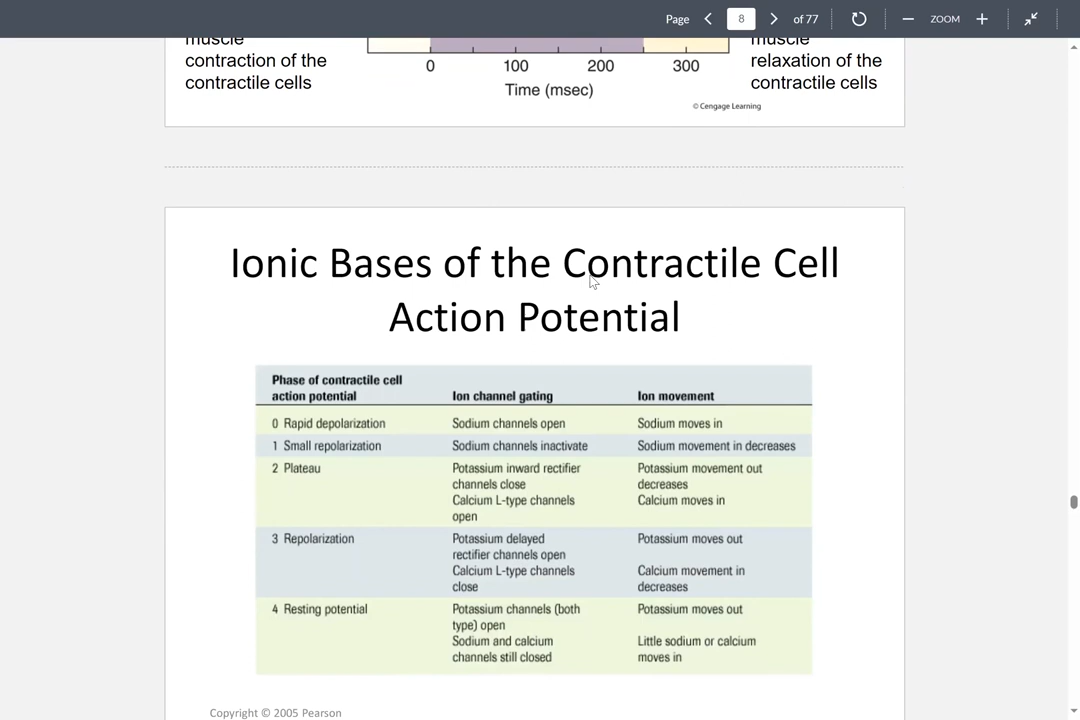 Page 8 of 77 ZOOM
muscle
contraction of the
contractile cells
0 100 200 300
Time (msec)
muscle
relaxation of the
contractile cells
© Cengage Learning
Ionic Bases of the Contractile Cell
Action Potential
Phase of contractile cell
action potential Ion channel gating Ion movement
0 Rapid depolarization Sodium channels open Sodium moves in
1 Small repolarization Sodium channels inactivate Sodium movement in decreases
2 Plateau Potassium inward rectifier Potassium movement out
channels close decreases
Calcium L-type channels Calcium moves in
open
3 Repolarization Potassium delayed Potassium moves out
rectifier channels open
Calcium L-type channels Calcium movement in
close decreases
4 Resting potential Potassium channels (both Potassium moves out
type) open
Sodium and calcium Little sodium or calcium
channels still closed moves in
Copyright © 2005 Pearson